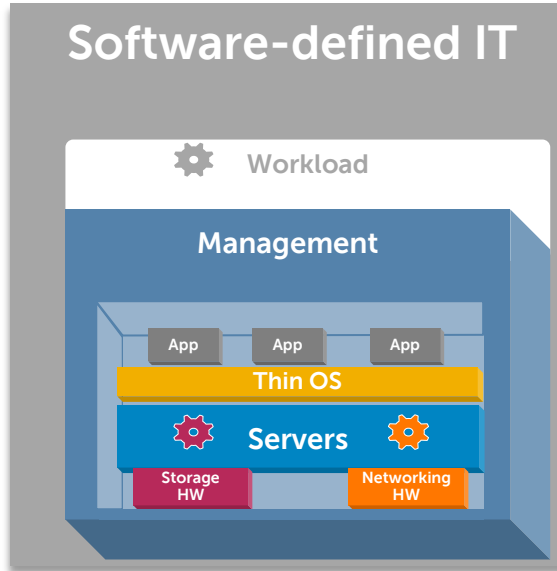 Software-defined IT
Workload
Management
App App App
Thin OS
Servers
Storage Networking
HW HW